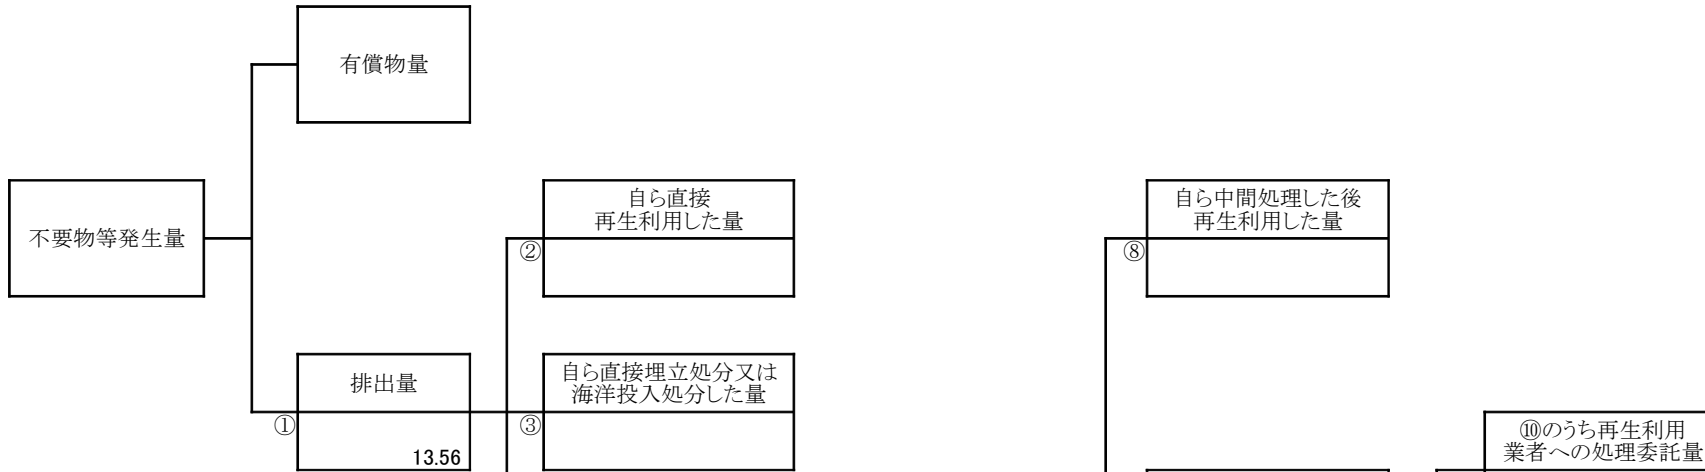 有償物量
不要物等発生量
自ら直接
再生利用した量
②
自ら中間処理した後
再生利用した量
⑧
排出量
①
13.56
自ら直接埋立処分又は
海洋投入処分した量
③
⑩のうち再生利用
業者への処理委託量